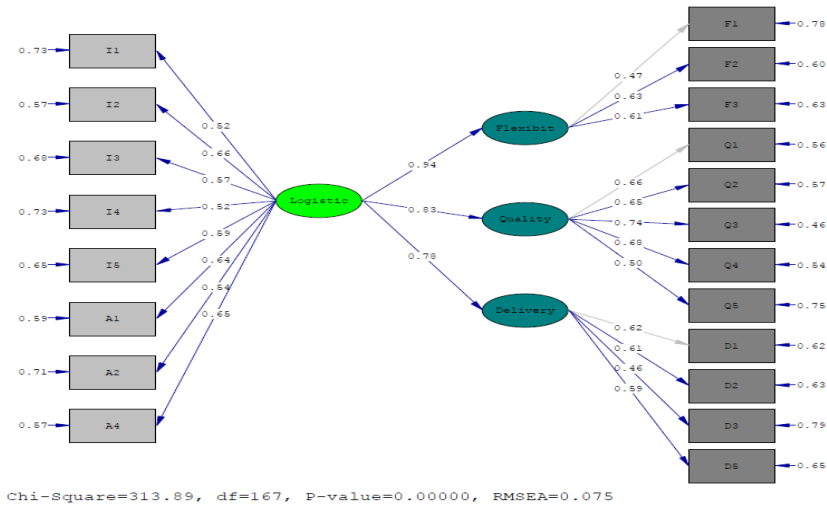 0.73 I1
0.57 I2
0.68 I3
0.73 I4
0.65 I5
0.59 A1
0.71 A2
0.57 A4
0.52
0.66
0.57
0.52
0.59
0.64
0.54
0.65
Logistic
0.94
0.83
0.78
Flexibit
Quality
Delivery
0.47
0.63
0.61
0.66
0.65
0.74
0.68
0.50
0.62
0.61
0.46
0.59
F1 0.78
F2 0.60
F3 0.63
Q1 0.56
Q2 0.57
Q3 0.46
Q4 0.54
Q5 0.75
D1 0.62
D2 0.63
D3 0.79
D5 0.65
Chi-Square=313.89, df=167, P-value=0.00000, RMSEA=0.075